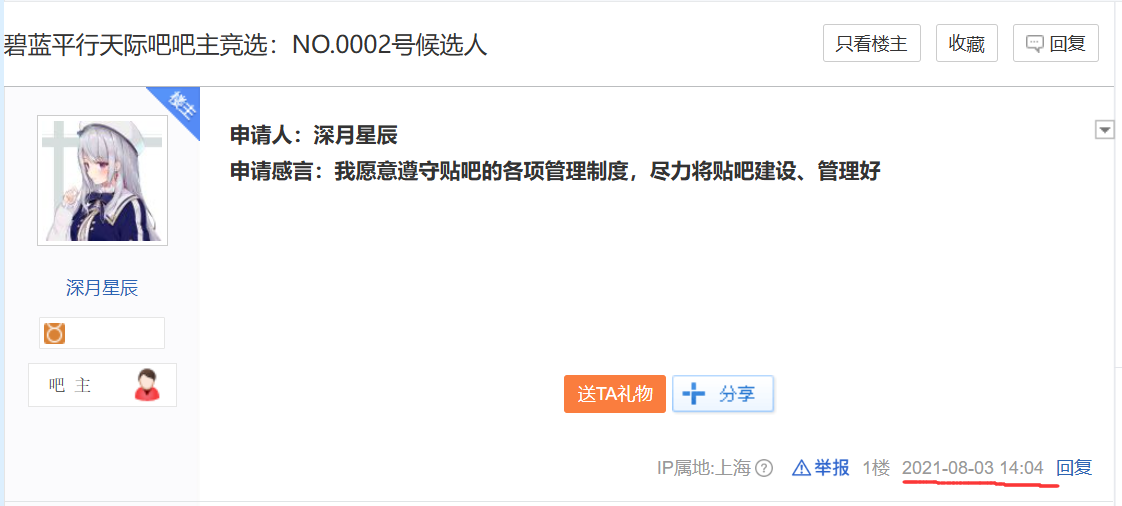 碧蓝平行天际吧吧主竞选：NO.0002号候选人
只看楼主
收藏
回复
楼主
申请人：深月星辰
申请感言：我愿意遵守贴吧的各项管理制度，尽力将贴吧建设、管理好
深月星辰
吧 主
送TA礼物
分享
IP属地:上海 举报 1楼 2021-08-03 14:04 回复